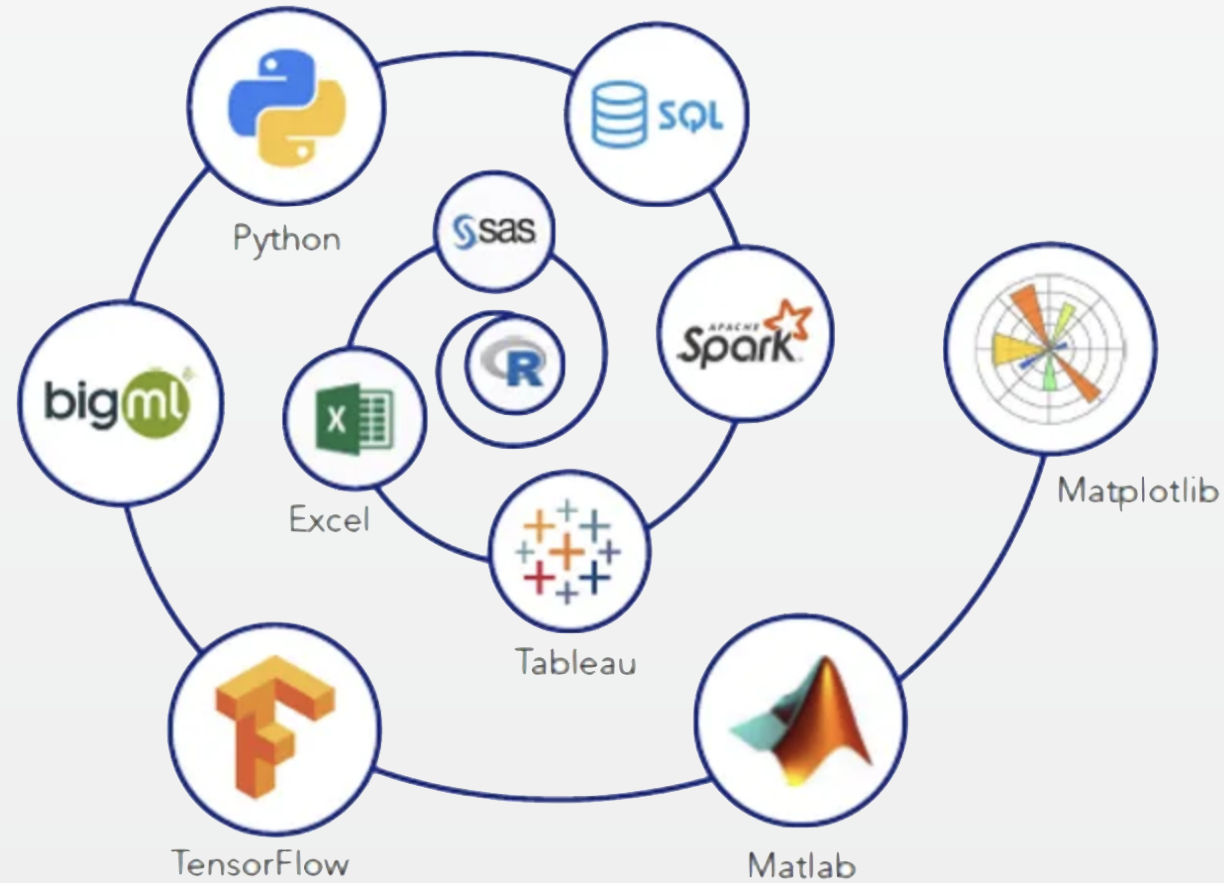 Python
SQL
sas
APACHE
Spark
bigml
R
X
Excel
Matplotlib
Tableau
TensorFlow
Matlab